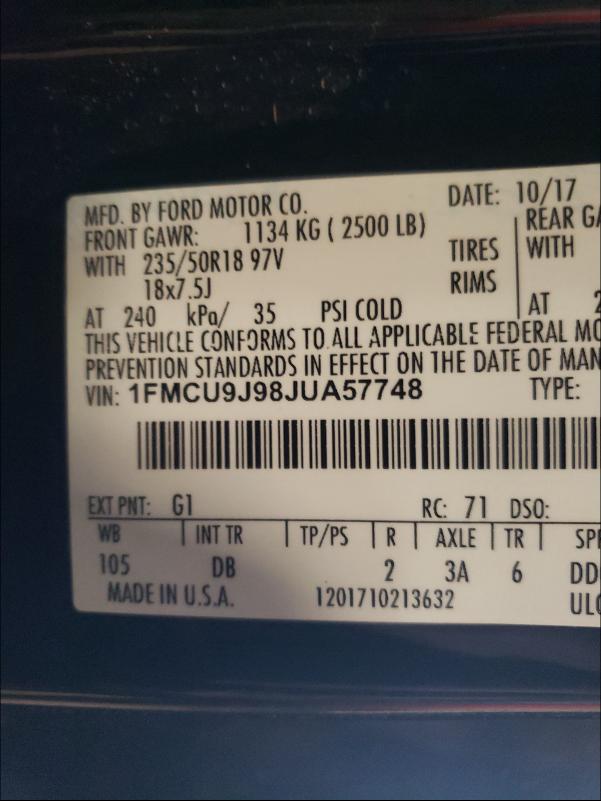 MFD. BY FORD MOTOR CO.
DATE: 10/17
FRONT GAWR: 1134 KG ( 2500 LB)
REAR GA
WITH 235/50R18 97V
TIRES WITH
18x7.5J
RIMS
AT 240 kPa/ 35 PSI COLD
AT 2
THIS VEHICLE CONFORMS TO ALL APPLICABLE FEDERAL MO
PREVENTION STANDARDS IN EFFECT ON THE DATE OF MAN
VIN: 1FMCU9J98JUA57748 TYPE:
EXT PNT: G1 RC: 71 DSO:
WB INT TR TP/PS R AXLE TR SPR
105 DB 2 3A 6 DD
MADE IN U.S.A. 1201710213632 ULC